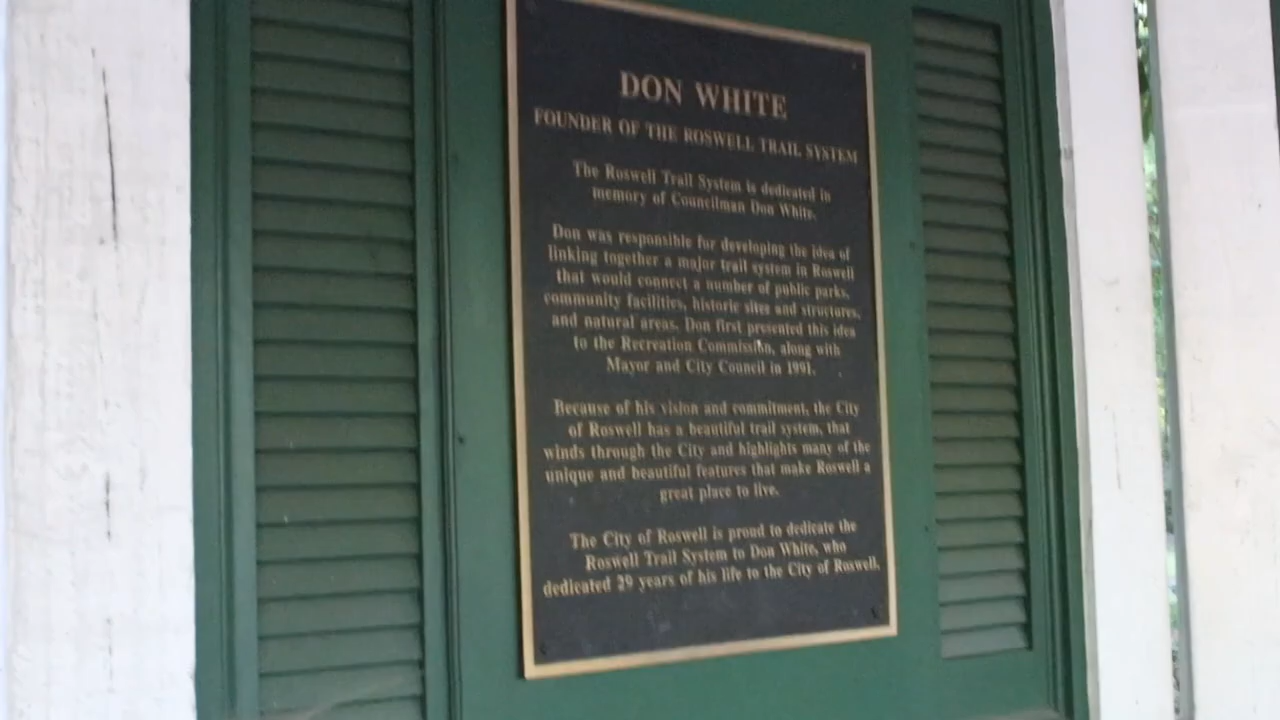 DON WHITE
FOUNDER OF THE ROSWELL TRAIL SYSTEM
The Roswell Trail System is dedicated in
memory of Councilman Don White.
Don was responsible for developing the idea of
linking together a major trail system in Roswell
that would connect a number of public parks,
community facilities, historic sites and structures,
and natural areas. Don first presented this idea
to the Recreation Commission, along with
Mayor and City Council in 1991.
Because of his vision and commitment, the City
of Roswell has a beautiful trail system, that
winds through the City and highlights many of the
unique and beautiful features that make Roswell a
great place to live.
The City of Roswell is proud to dedicate the
Roswell Trail System to Don White, who
dedicated 29 years of his life to the City of Roswell.